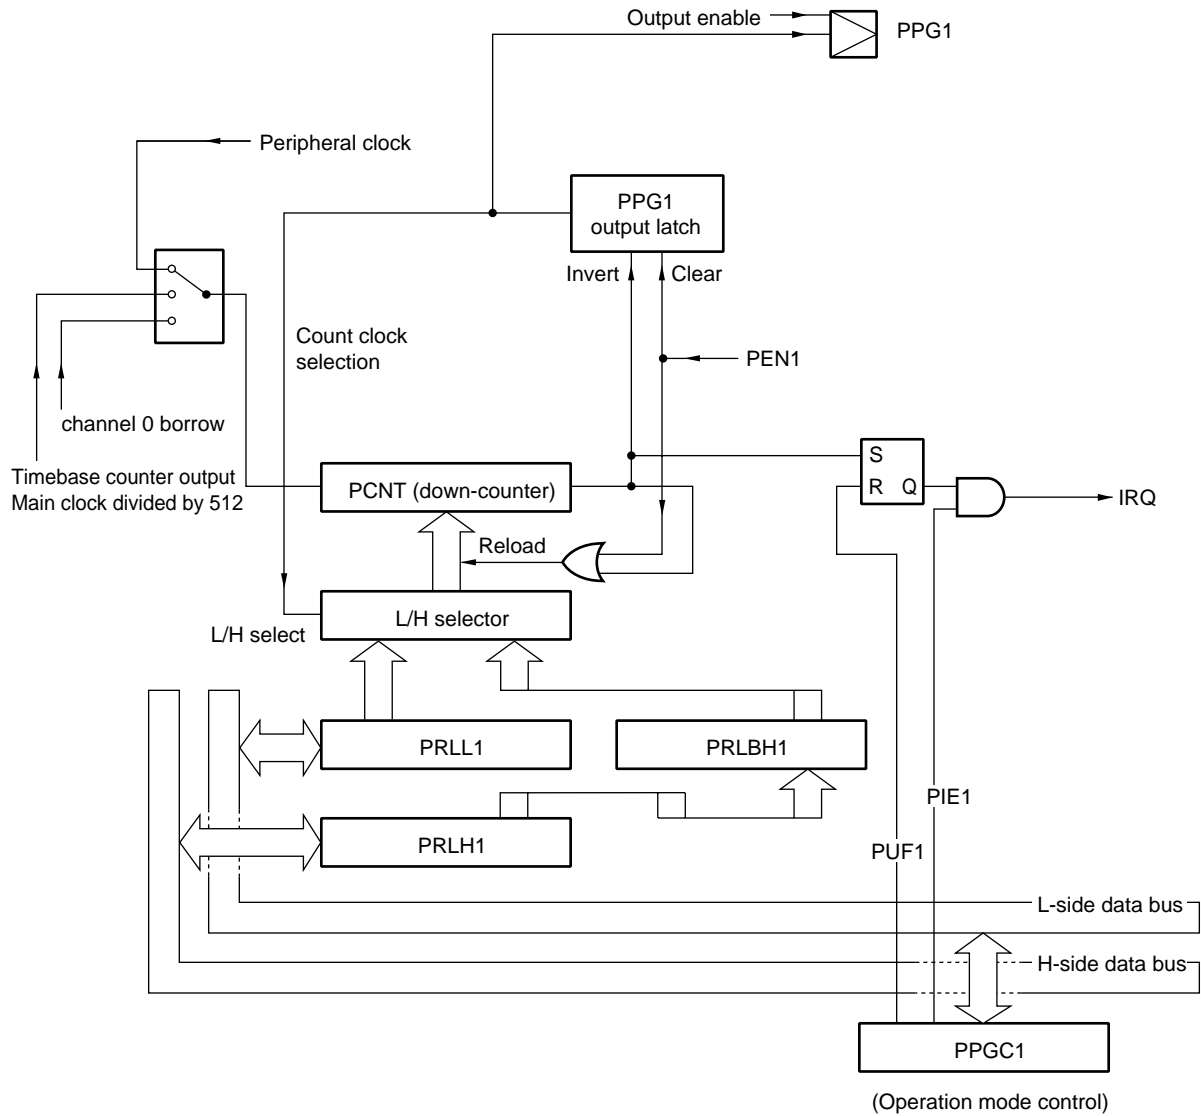 Output enable
PPG1
Peripheral clock
PPG1
output latch
Invert
Clear
Count clock
selection
PEN1
channel 0 borrow
Timebase counter output
Main clock divided by 512
PCNT (down-counter)
S
R Q
IRQ
Reload
L/H selector
L/H select
PRLL1
PRLBH1
PIE1
PRLH1
PUF1
L-side data bus
H-side data bus
PPGC1
(Operation mode control)